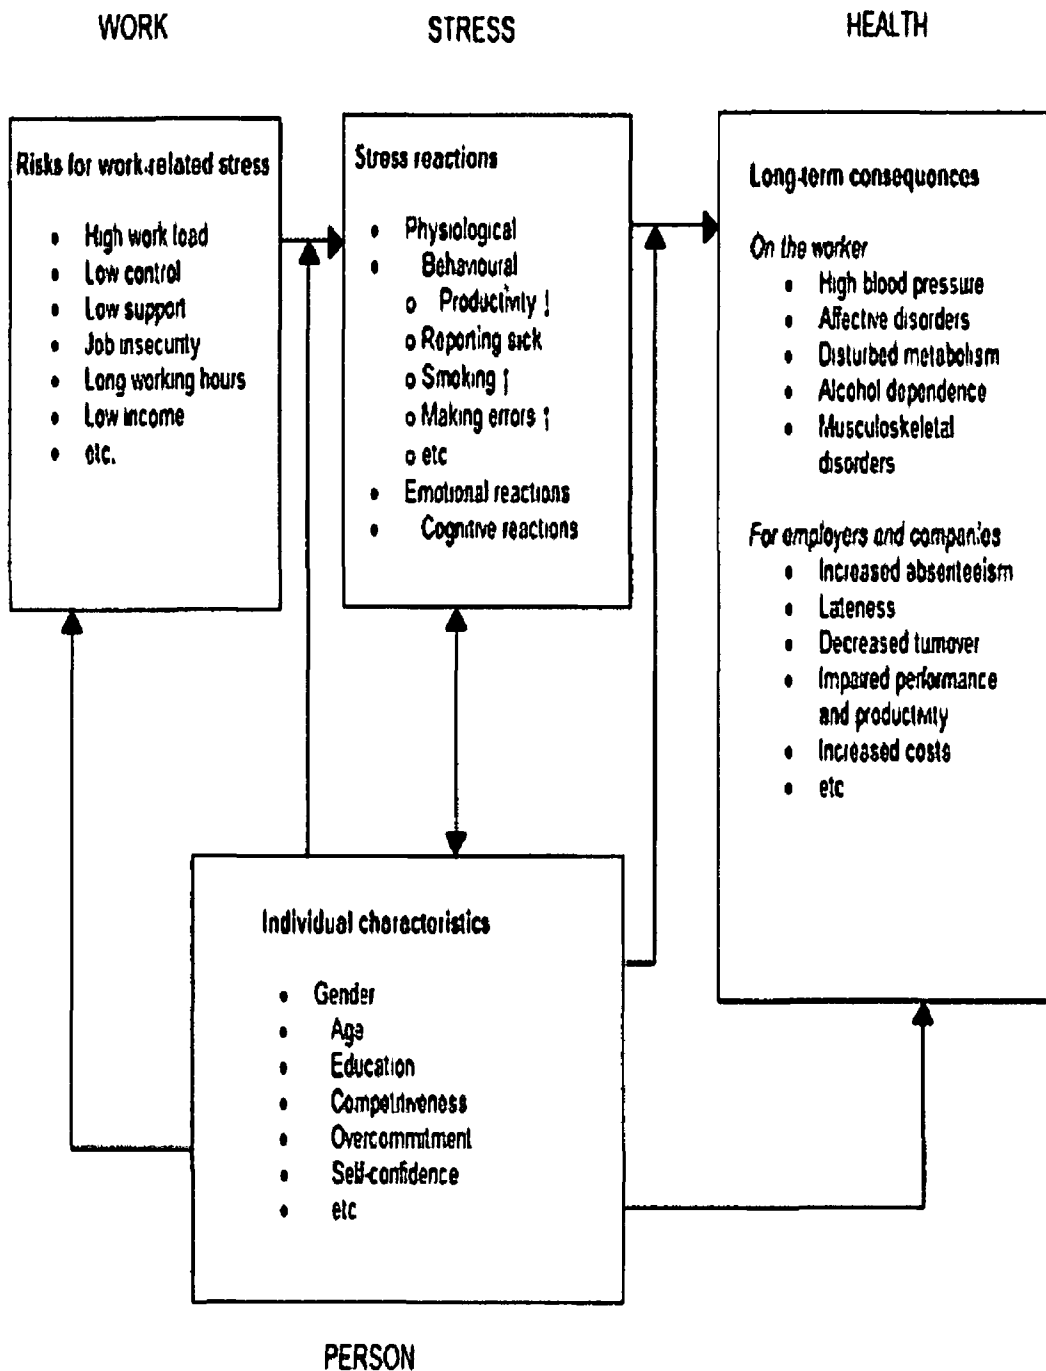 WORK
STRESS
HEALTH
Risks for work-related stress
• High work load
• Low control
• Low support
• Job insecurity
• Long working hours
• Low income
• etc.
Stress reactions
• Physiological
• Behavioural
o Productivity ↓
o Reporting sick
o Smoking ↑
o Making errors ↑
o etc
• Emotional reactions
• Cognitive reactions
Long-term consequences
On the worker
• High blood pressure
• Affective disorders
• Disturbed metabolism
• Alcohol dependence
• Musculoskeletal
disorders
For employers and companies
• Increased absenteeism
• Lateness
• Decreased turnover
• Impaired performance
and productivity
• Increased costs
• etc
Individual characteristics
• Gender
• Age
• Education
• Competitiveness
• Overcommitment
• Self-confidence
• etc
PERSON